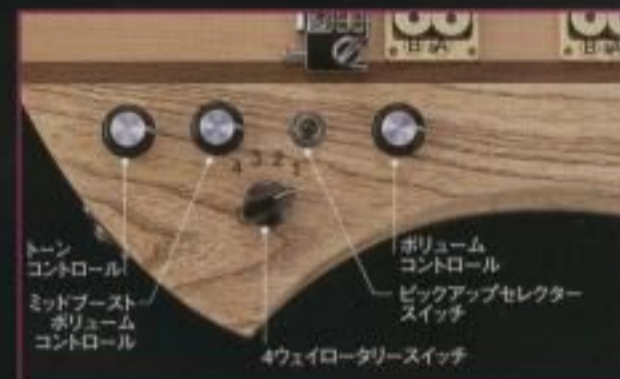 B A
B A
4 3 2 1
トーン
コントロール
ミッドブースト
ボリューム
コントロール
ボリューム
コントロール
ピックアップセレクター
スイッチ
4ウェイロータリースイッチ